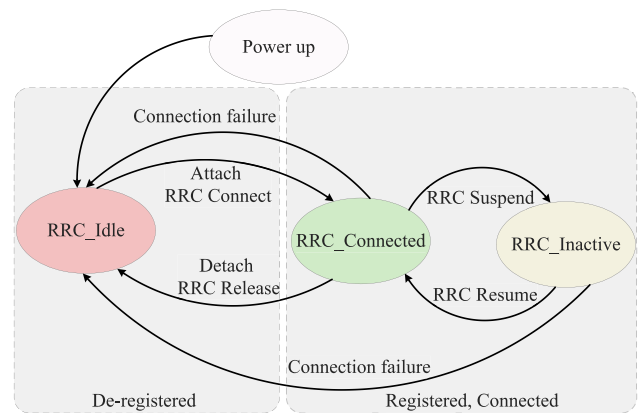 Power up
Connection failure
Attach
RRC Connect
RRC Suspend
RRC_Idle
RRC_Connected
RRC_Inactive
Detach
RRC Release
RRC Resume
Connection failure
De-registered
Registered, Connected